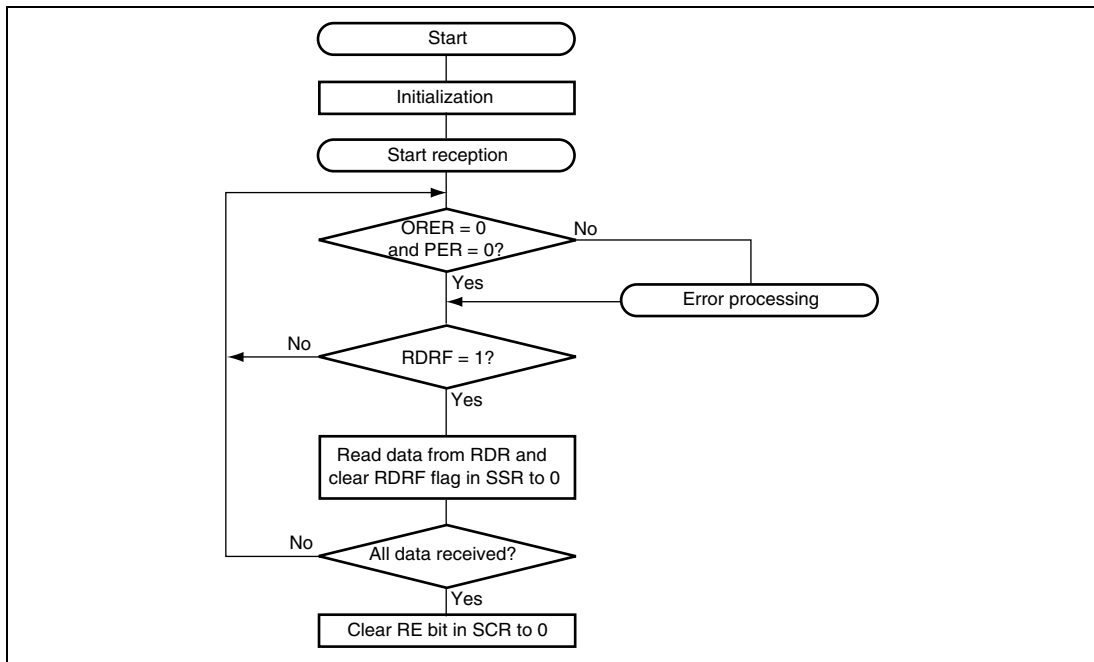 Start
Initialization
Start reception
ORER = 0
and PER = 0?
No
Yes
Error processing
No
RDRF = 1?
Yes
Read data from RDR and
clear RDRF flag in SSR to 0
No
All data received?
Yes
Clear RE bit in SCR to 0